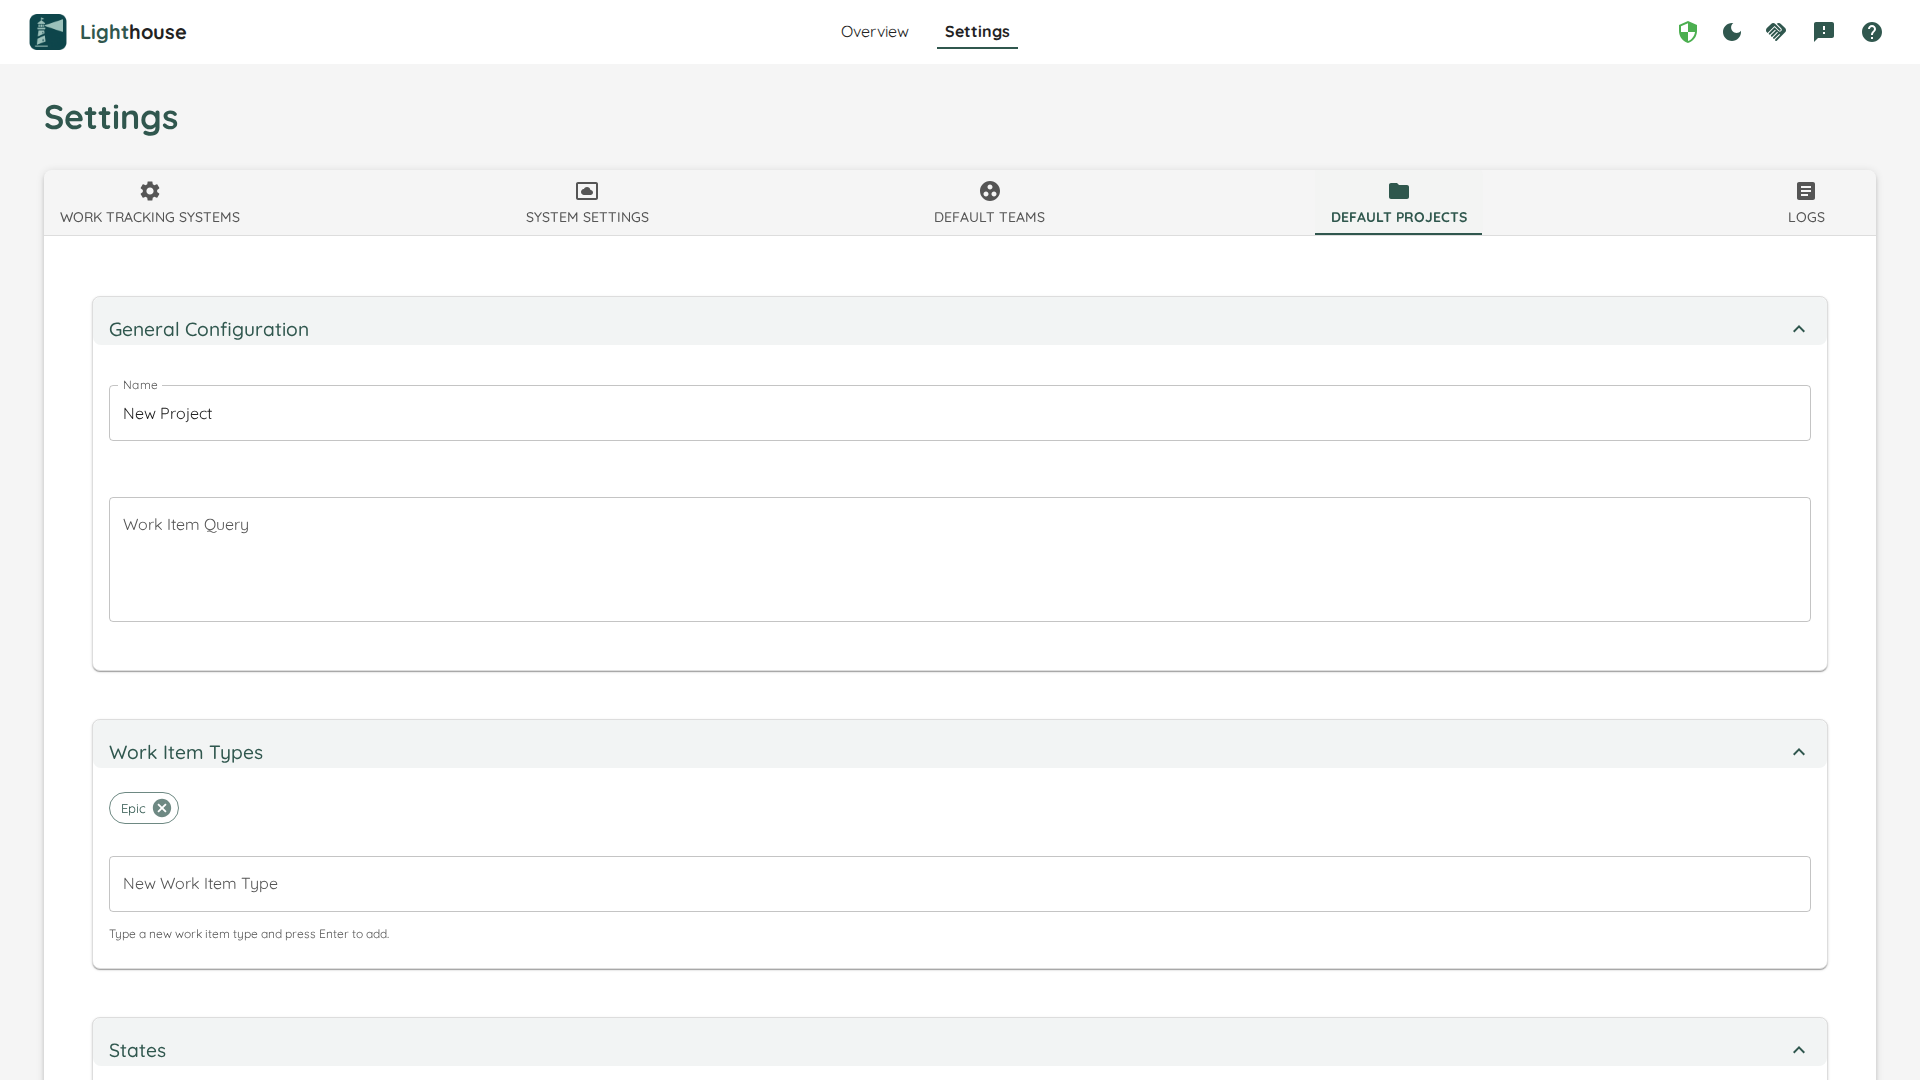 Lighthouse
Overview
Settings
Settings
WORK TRACKING SYSTEMS
SYSTEM SETTINGS
DEFAULT TEAMS
DEFAULT PROJECTS
LOGS
General Configuration
Name
New Project
Work Item Query
Work Item Types
Epic
New Work Item Type
Type a new work item type and press Enter to add.
States